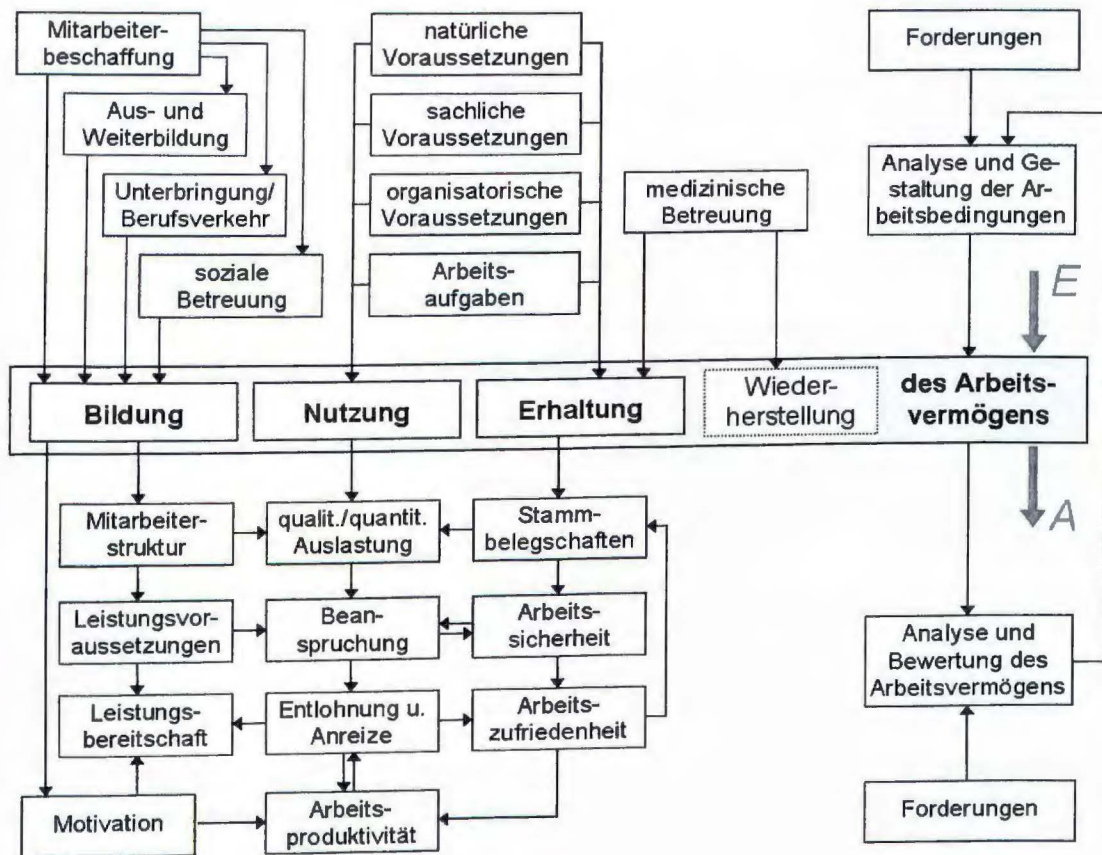 Mitarbeiter-
beschaffung
Aus- und
Weiterbildung
Unterbringung/
Berufsverkehr
soziale
Betreuung
natürliche
Voraussetzungen
sachliche
Voraussetzungen
organisatorische
Voraussetzungen
Arbeits-
aufgaben
medizinische
Betreuung
Forderungen
Analyse und Ge-
staltung der Ar-
beitsbedingungen
E
Bildung
Nutzung
Erhaltung
Wieder-
herstellung
des Arbeits-
vermögens
A
Mitarbeiter-
struktur
qualit./quantit.
Auslastung
Stamm-
belegschaften
Leistungsvor-
aussetzungen
Bean-
spruchung
Arbeits-
sicherheit
Leistungs-
bereitschaft
Entlohnung u.
Anreize
Arbeits-
zufriedenheit
Motivation
Arbeits-
produktivität
Analyse und
Bewertung des
Arbeitsvermögens
Forderungen